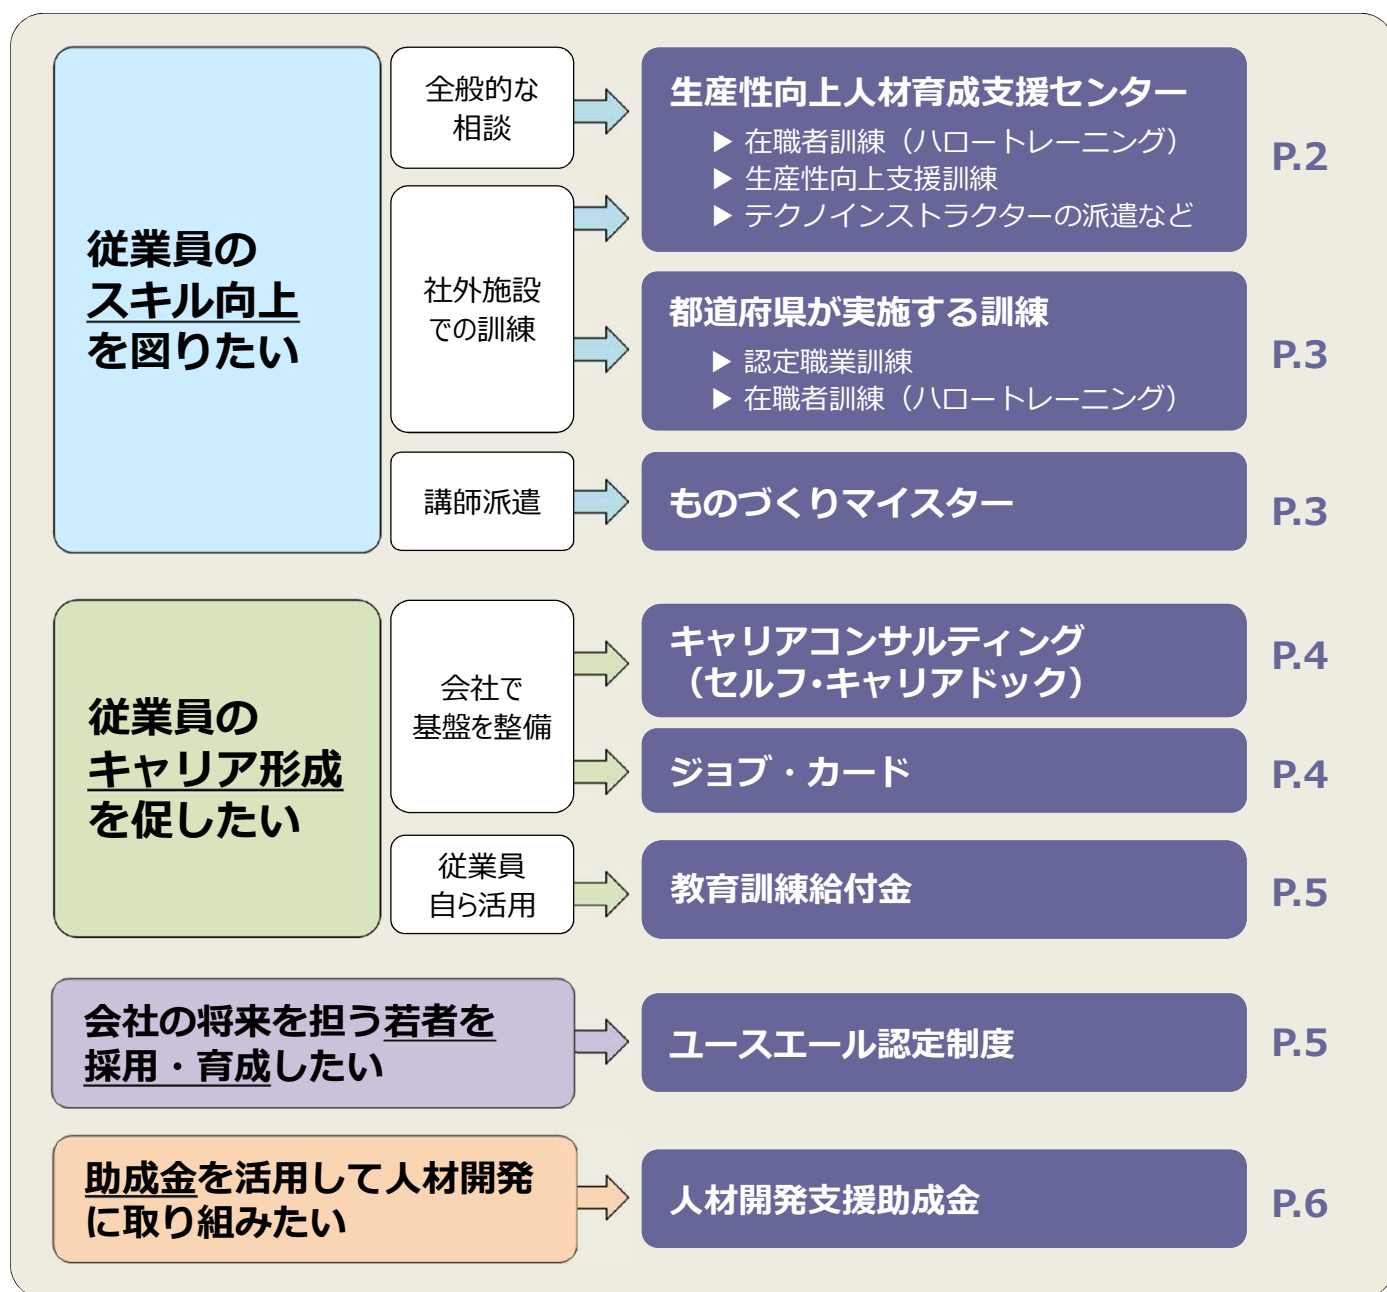 従業員の
スキル向上
を図りたい
全般的な
相談
生産性向上人材育成支援センター
▶ 在職者訓練（ハロートレーニング）
▶ 生産性向上支援訓練
▶ テクノインストラクターの派遣など
P.2
社外施設
での訓練
都道府県が実施する訓練
▶ 認定職業訓練
▶ 在職者訓練（ハロートレーニング）
P.3
講師派遣
ものづくりマイスター
P.3
従業員の
キャリア形成
を促したい
会社で
基盤を整備
キャリアコンサルティング
（セルフ・キャリアドック）
P.4
ジョブ・カード
P.4
従業員
自ら活用
教育訓練給付金
P.5
会社の将来を担う若者を
採用・育成したい
ユースエール認定制度
P.5
助成金を活用して人材開発
に取り組みたい
人材開発支援助成金
P.6